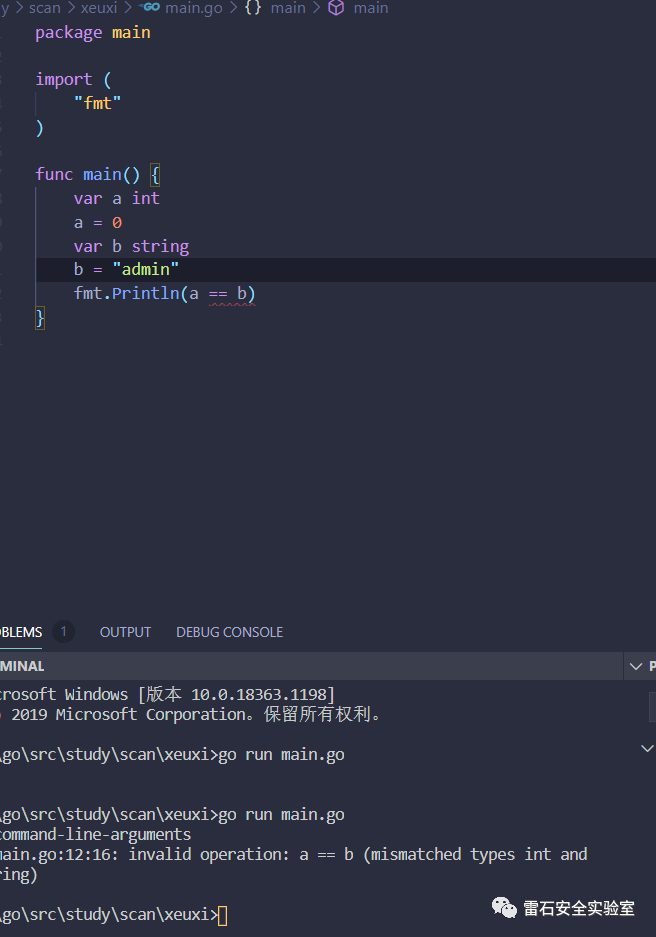 y > scan > xeuxi > GO main.go > {} main > main
package main
import (
"fmt"
)
func main() {
var a int
a = 0
var b string
b = "admin"
fmt.Println(a == b)
}
BLEMS 1 OUTPUT DEBUG CONSOLE
MINAL
crosoft Windows [版本 10.0.18363.1198]
2019 Microsoft Corporation。保留所有权利。
\go\src\study\scan\xeuxi>go run main.go
\go\src\study\scan\xeuxi>go run main.go
command-line-arguments
main.go:12:16: invalid operation: a == b (mismatched types int and
ring)
\go\src\study\scan\xeuxi>
雷石安全实验室